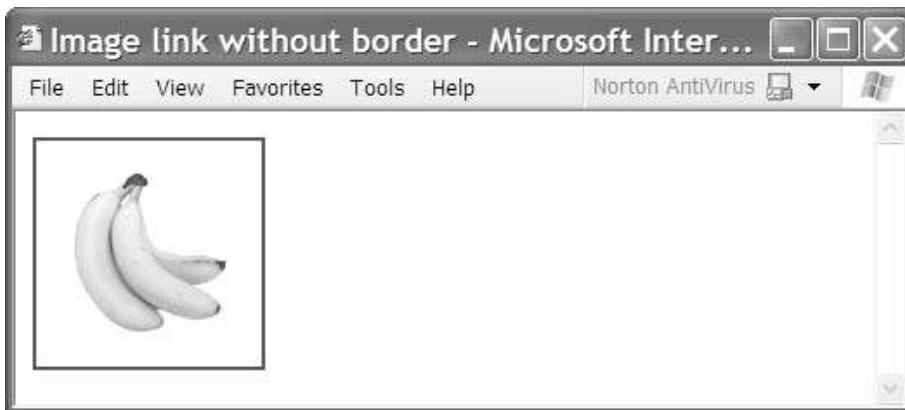 Image link without border - Microsoft Inter...
File Edit View Favorites Tools Help Norton AntiVirus